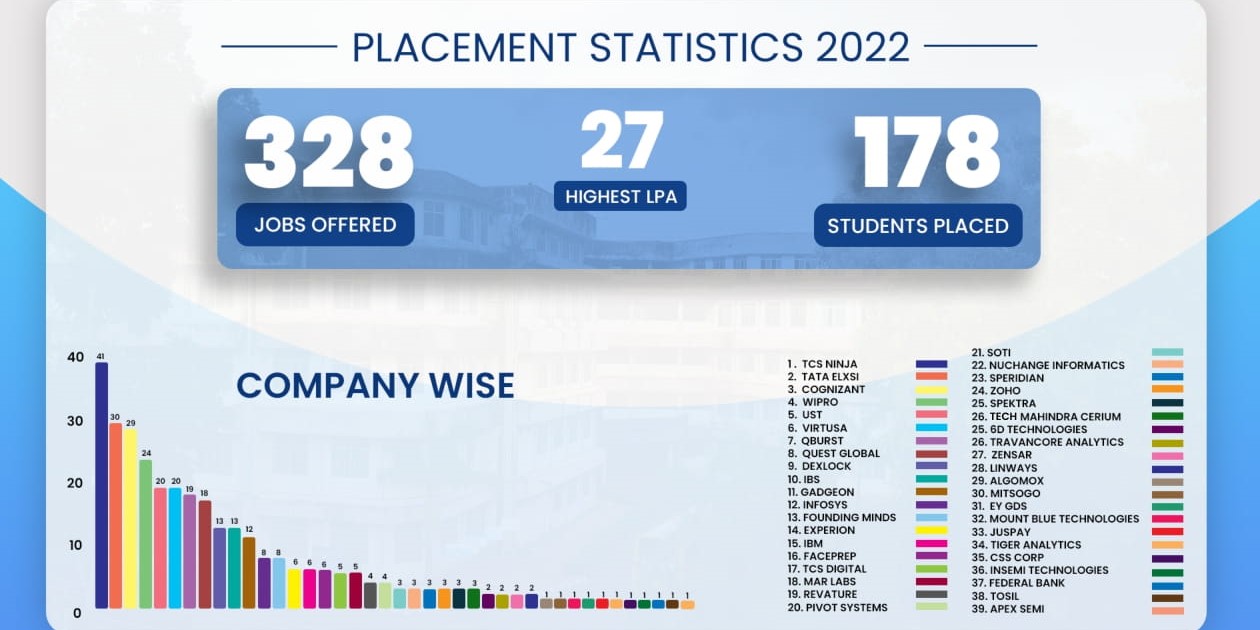 PLACEMENT STATISTICS 2022
328
JOBS OFFERED
27
HIGHEST LPA
178
STUDENTS PLACED
COMPANY WISE
40
30
20
10
0
41
30
29
24
20
20
19
18
13
13
12
8
8
6
6
6
5
5
4
4
3
3
3
3
3
3
2
2
2
2
1
1
1
1
1
1
1
1
1
1
1
1. TCS NINJA
2. TATA ELXSI
3. COGNIZANT
4. WIPRO
5. UST
6. VIRTUSA
7. QBURST
8. QUEST GLOBAL
9. DEXLOCK
10. IBS
11. GADGEON
12. INFOSYS
13. FOUNDING MINDS
14. EXPERION
15. IBM
16. FACEPREP
17. TCS DIGITAL
18. MAR LABS
19. REVATURE
20. PIVOT SYSTEMS
21. SOTI
22. NUCHANGE INFORMATICS
23. SPERIDIAN
24. ZOHO
25. SPEKTRA
26. TECH MAHINDRA CERIUM
25. 6D TECHNOLOGIES
26. TRAVANCORE ANALYTICS
27. ZENSAR
28. LINWAYS
29. ALGOMOX
30. MITSOGO
31. EY GDS
32. MOUNT BLUE TECHNOLOGIES
33. JUSPAY
34. TIGER ANALYTICS
35. CSS CORP
36. INSEMI TECHNOLOGIES
37. FEDERAL BANK
38. TOSIL
39. APEX SEMI